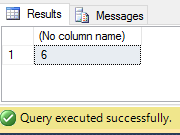 Results Messages
(No column name)
1 6
Query executed successfully.